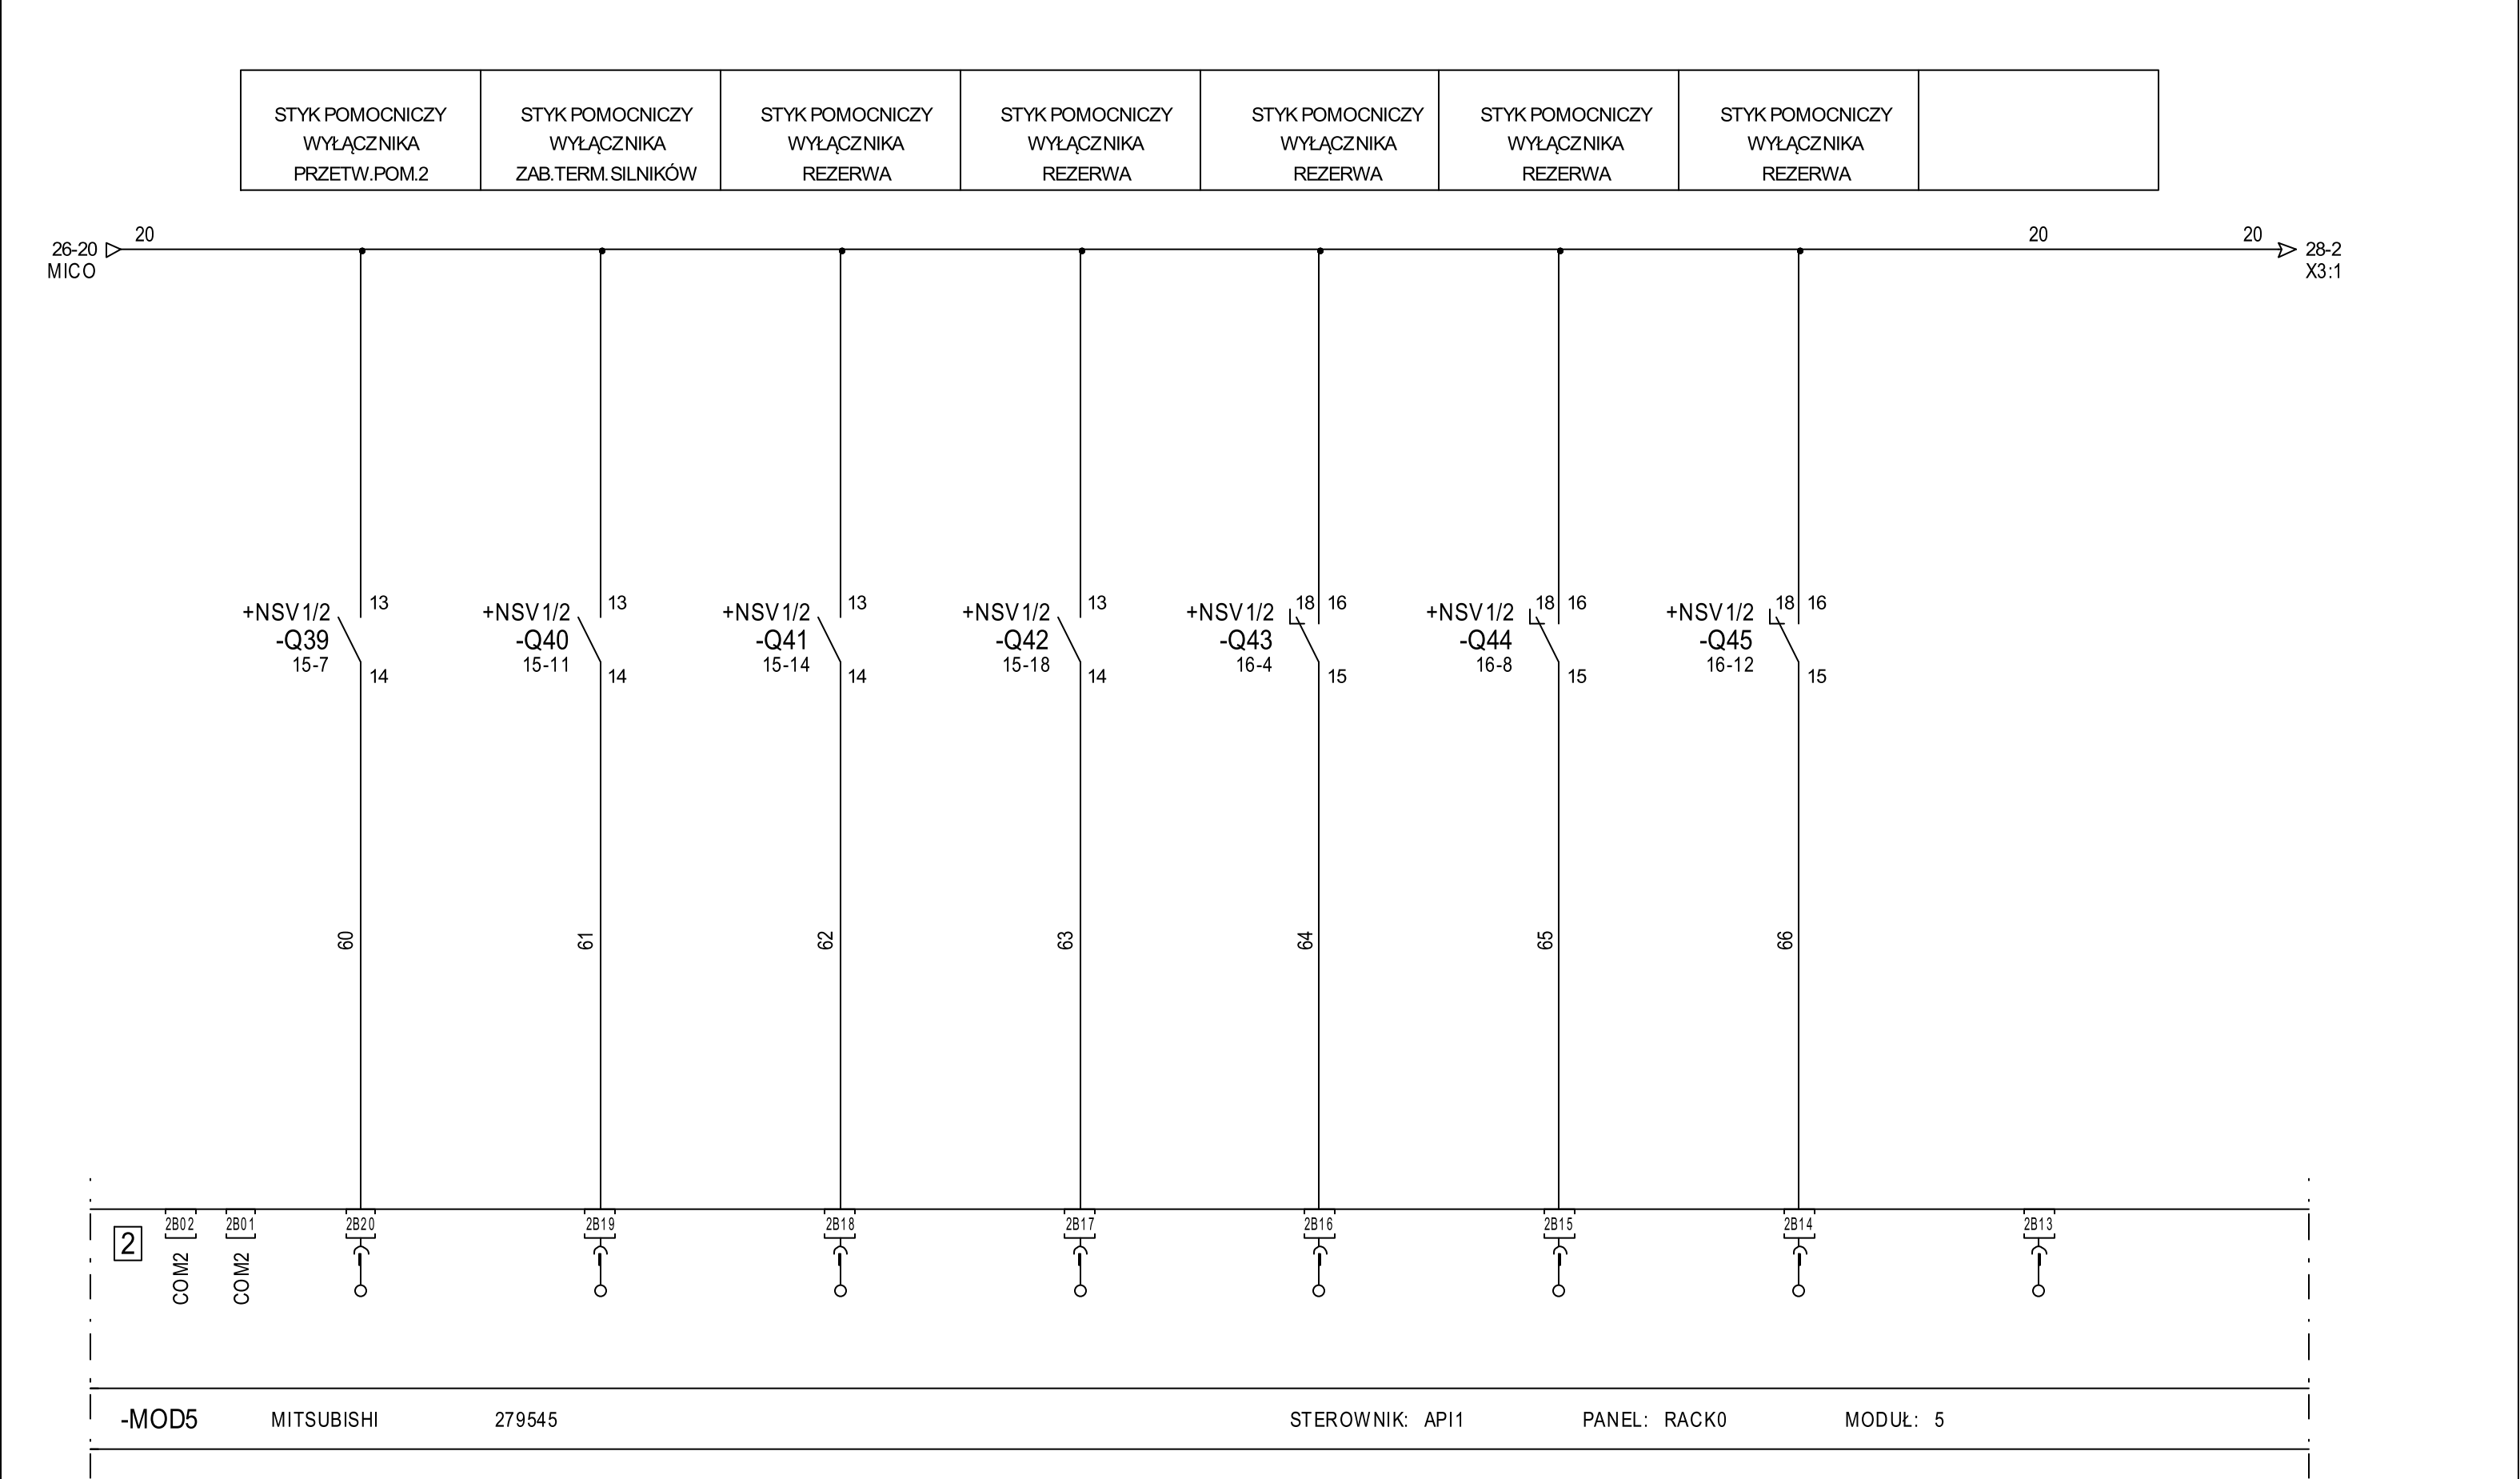 STYK POMOCNICZY
WYŁĄCZNIKA
PRZETW.POM.2
STYK POMOCNICZY
WYŁĄCZNIKA
ZAB.TERM.SILNIKÓW
STYK POMOCNICZY
WYŁĄCZNIKA
REZERWA
STYK POMOCNICZY
WYŁĄCZNIKA
REZERWA
STYK POMOCNICZY
WYŁĄCZNIKA
REZERWA
STYK POMOCNICZY
WYŁĄCZNIKA
REZERWA
STYK POMOCNICZY
WYŁĄCZNIKA
REZERWA
26-20
MICO
20
20
20
28-2
X3:1
+NSV1/2
-Q39
15-7
13
14
+NSV1/2
-Q40
15-11
13
14
+NSV1/2
-Q41
15-14
13
14
+NSV1/2
-Q42
15-18
13
14
+NSV1/2
-Q43
16-4
18 16
15
+NSV1/2
-Q44
16-8
18 16
15
+NSV1/2
-Q45
16-12
18 16
15
60
61
62
63
64
65
66
2
2B02
COM2
2B01
COM2
2B20
2B19
2B18
2B17
2B16
2B15
2B14
2B13
-MOD5 MITSUBISHI 279545 STEROWNIK: API1 PANEL: RACK0 MODUŁ: 5